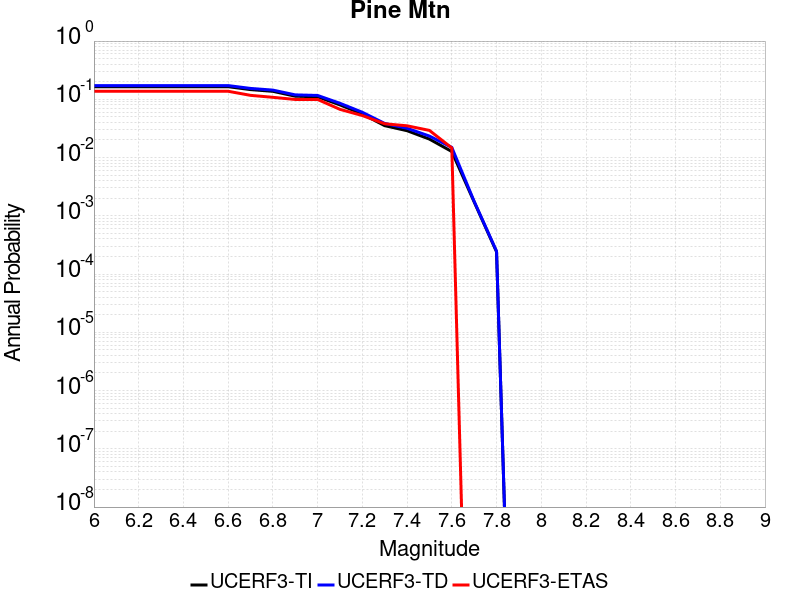 Pine Mtn
10^0
10^-1
10^-2
10^-3
10^-4
10^-5
10^-6
10^-7
10^-8
Annual Probability
6 6.2 6.4 6.6 6.8 7 7.2 7.4 7.6 7.8 8 8.2 8.4 8.6 8.8 9
Magnitude
UCERF3-TI UCERF3-TD UCERF3-ETAS